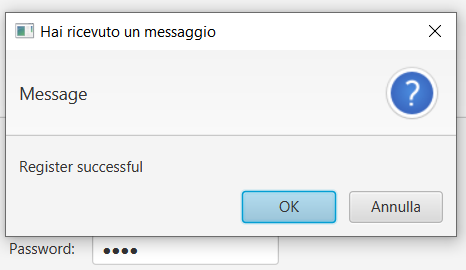 Hai ricevuto un messaggio
Message
?
Register successful
OK Annulla
Password: ••••